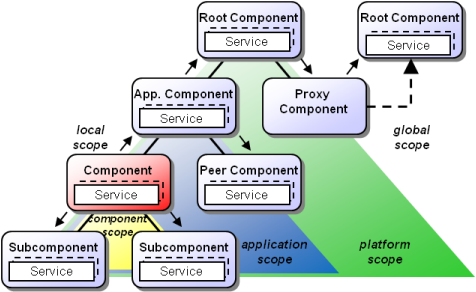 Root Component
Service
Root Component
Service
App. Component
Service
Proxy
Component
local
scope
global
scope
Component
Service
Peer Component
Service
component
scope
Subcomponent
Service
Subcomponent
Service
application
scope
platform
scope